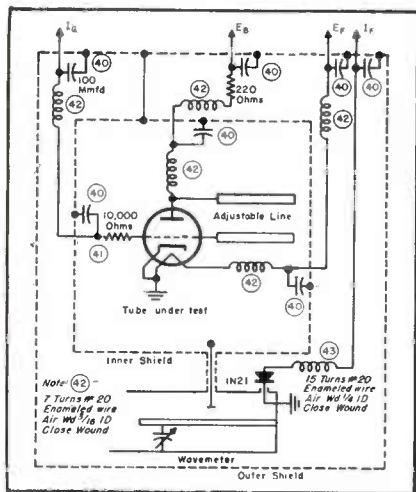 IG
EB
EF
IF
40
40
40
40
100
Mmfd
42
42
220
Ohms
42
40
42
40
10,000
Ohms
41
Adjustable Line
42
40
Tube under test
Inner Shield
43
1N21
Note 42 -
7 Turns #20
Enameled wire
Air Wd 3/16 ID
Close Wound
15 Turns #20
Enameled wire
Air Wd 1/4 ID
Close Wound
Wavemeter
Outer Shield